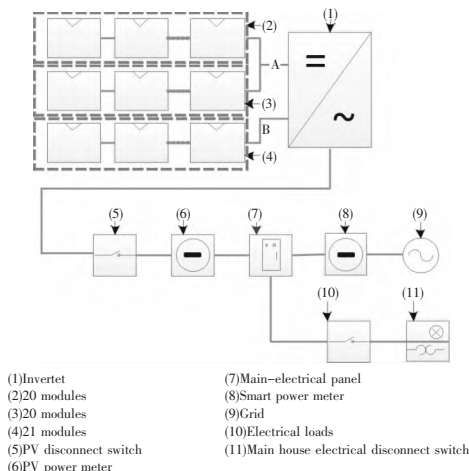 (2)
(1)
A
(3)
B
(4)
(5)
(6)
(7)
(8)
(9)
(10)
(11)
(1)Invertet
(2)20 modules
(3)20 modules
(4)21 modules
(5)PV disconnect switch
(6)PV power meter
(7)Main-electrical panel
(8)Smart power meter
(9)Grid
(10)Electrical loads
(11)Main house electrical disconnect switch